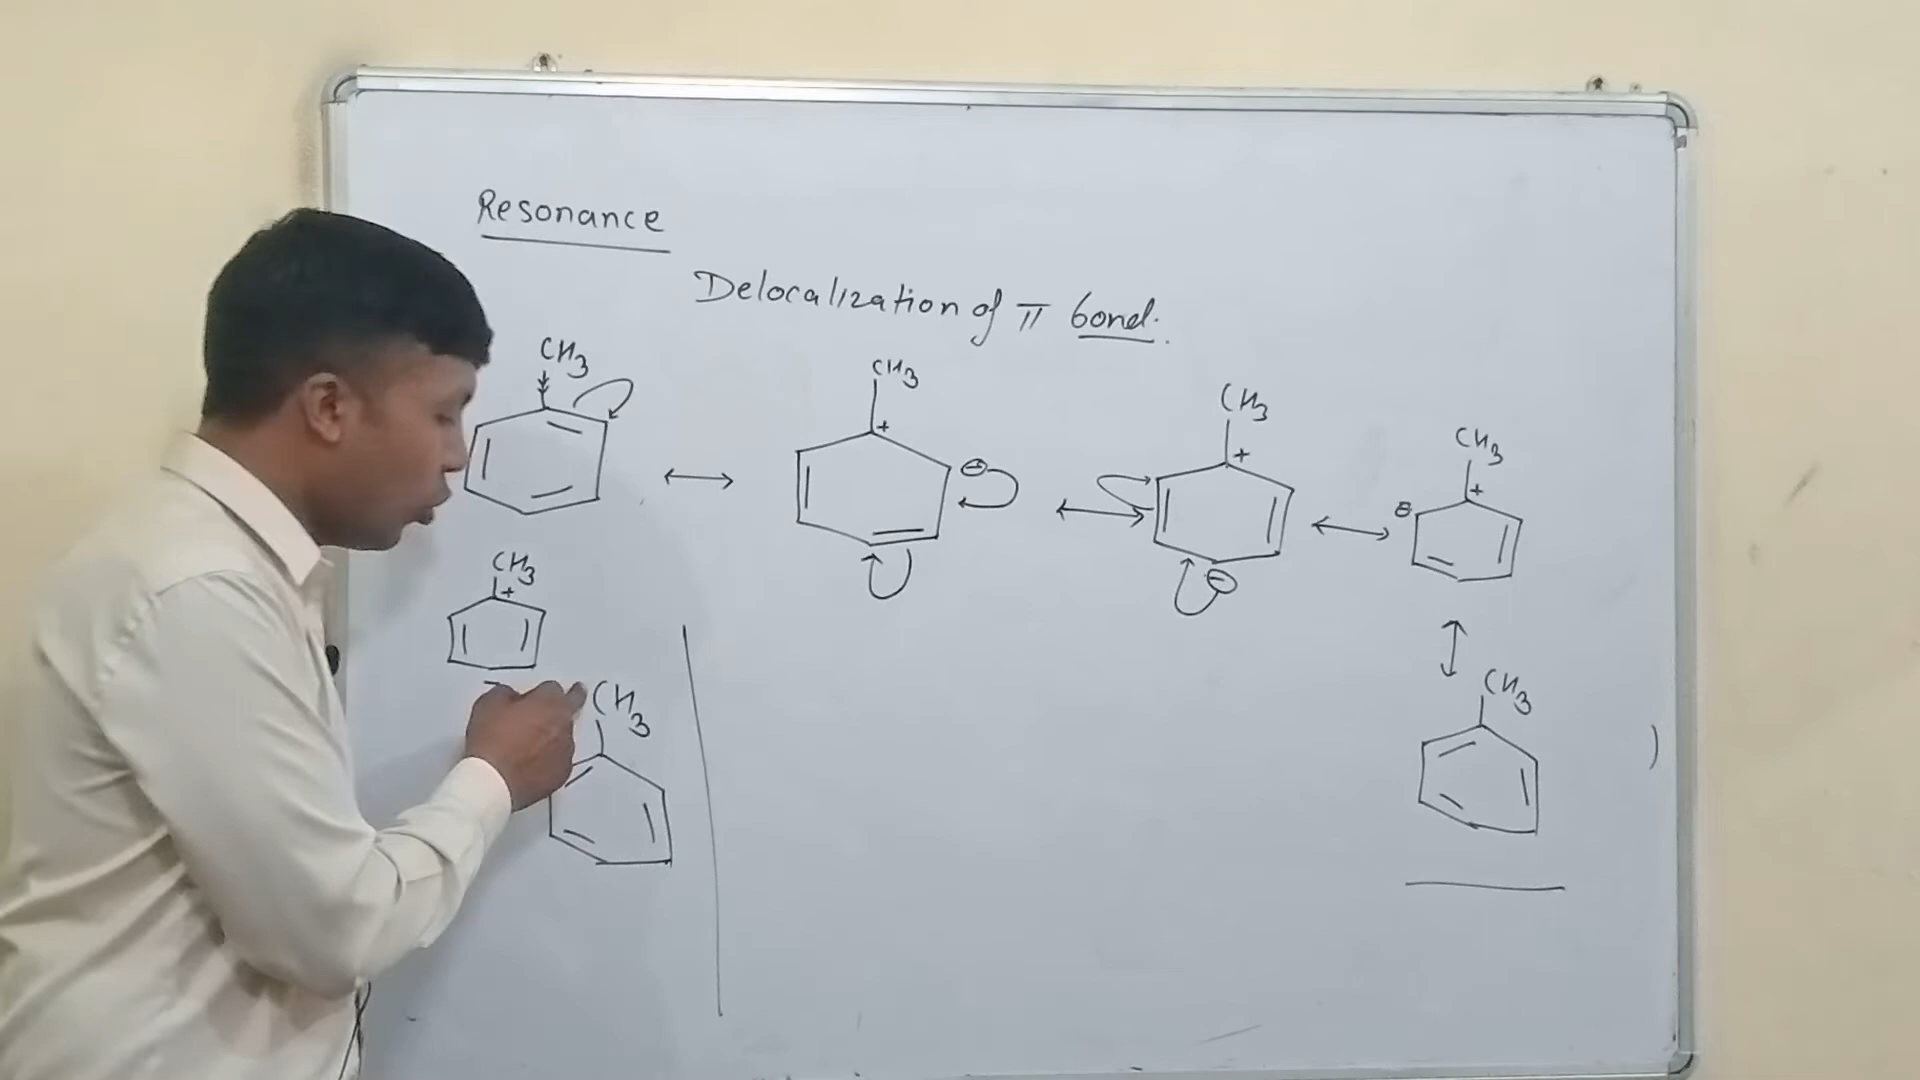 Resonance
Delocalization of π bond.
CH3
CH3
+
⊖
CH3
+
⊖
CH3
+
⊖
CH3
+
CH3
CH3